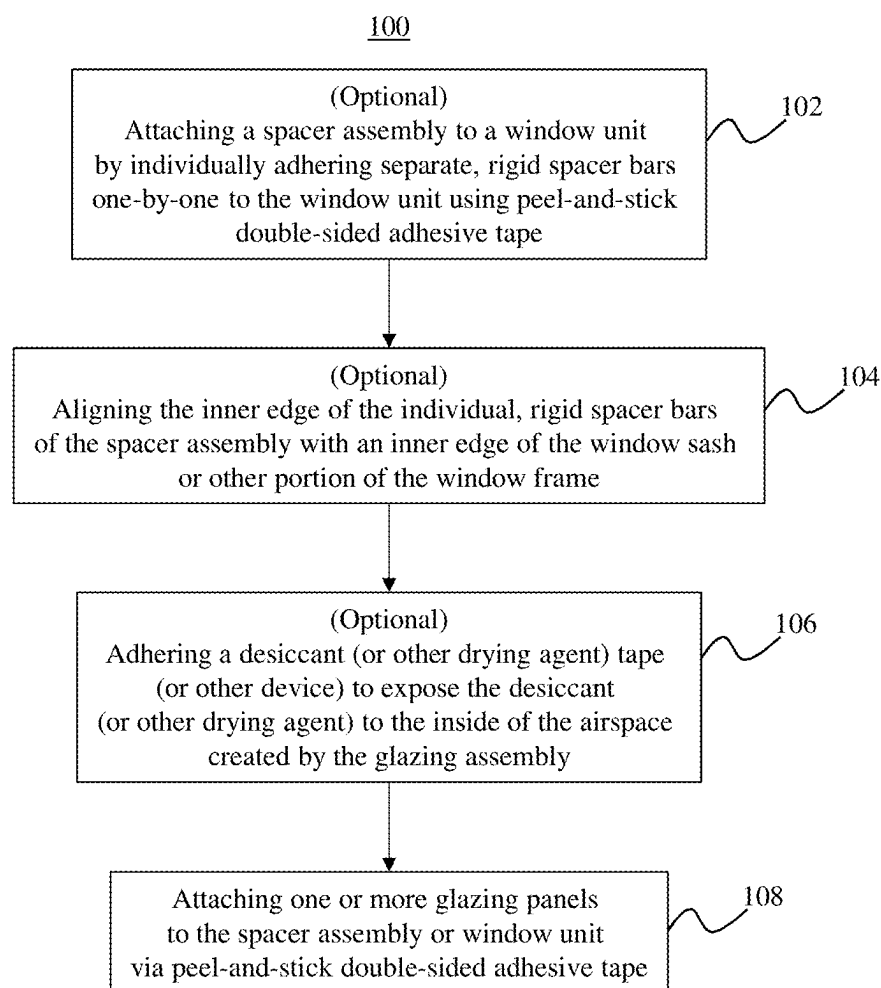 100
(Optional)
Attaching a spacer assembly to a window unit
by individually adhering separate, rigid spacer bars
one-by-one to the window unit using peel-and-stick
double-sided adhesive tape
102
(Optional)
Aligning the inner edge of the individual, rigid spacer bars
of the spacer assembly with an inner edge of the window sash
or other portion of the window frame
104
(Optional)
Adhering a desiccant (or other drying agent) tape
(or other device) to expose the desiccant
(or other drying agent) to the inside of the airspace
created by the glazing assembly
106
Attaching one or more glazing panels
to the spacer assembly or window unit
via peel-and-stick double-sided adhesive tape
108